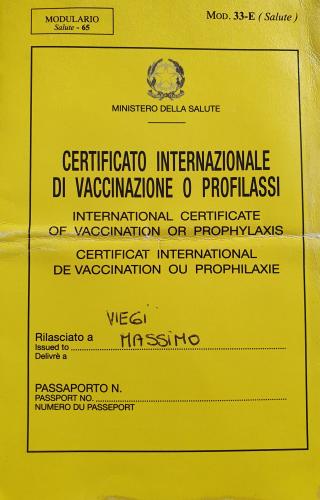 MODULARIO
Salute - 65
MOD. 33-E ( Salute )
MINISTERO DELLA SALUTE
CERTIFICATO INTERNAZIONALE
DI VACCINAZIONE O PROFILASSI
INTERNATIONAL CERTIFICATE
OF VACCINATION OR PROPHYLAXIS
CERTIFICAT INTERNATIONAL
DE VACCINATION OU PROPHILAXIE
VIEGI
Rilasciato a MASSIMO
Issued to
Delivrè a
PASSAPORTO N.
PASSPORT NO.
NUMERO DU PASSEPORT